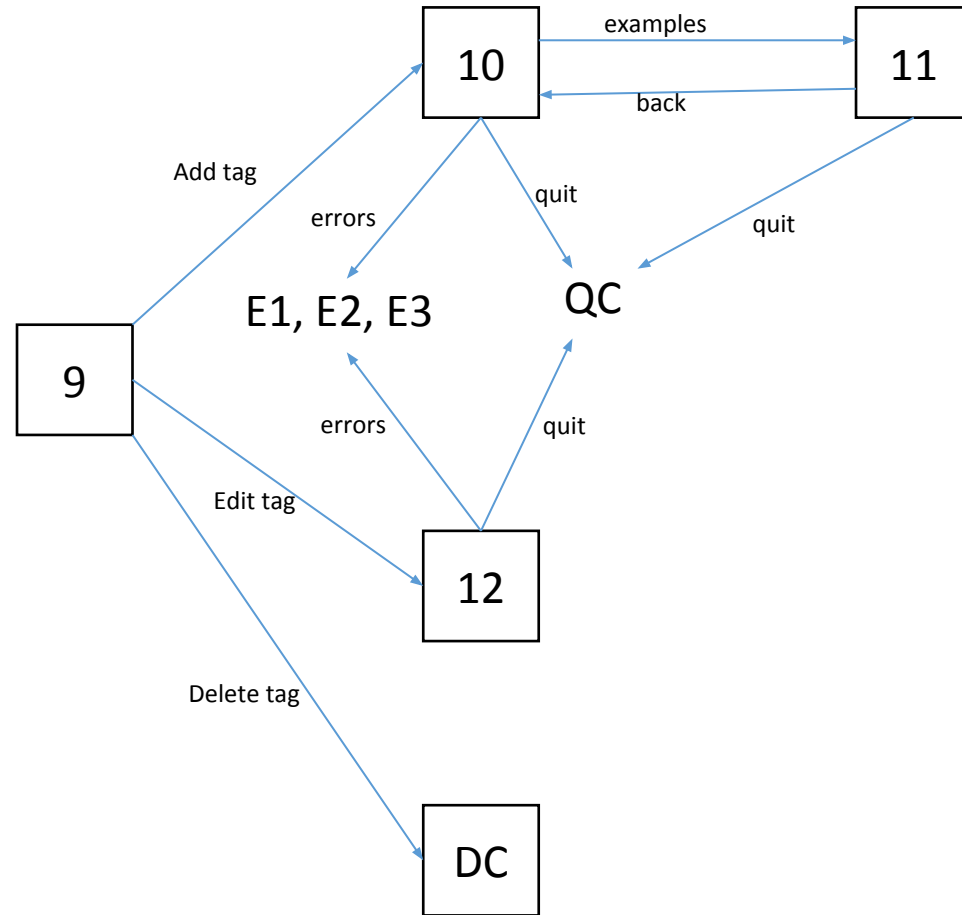 examples
10
11
back
Add tag
quit
errors
quit
E1, E2, E3
QC
9
errors
quit
Edit tag
12
Delete tag
DC